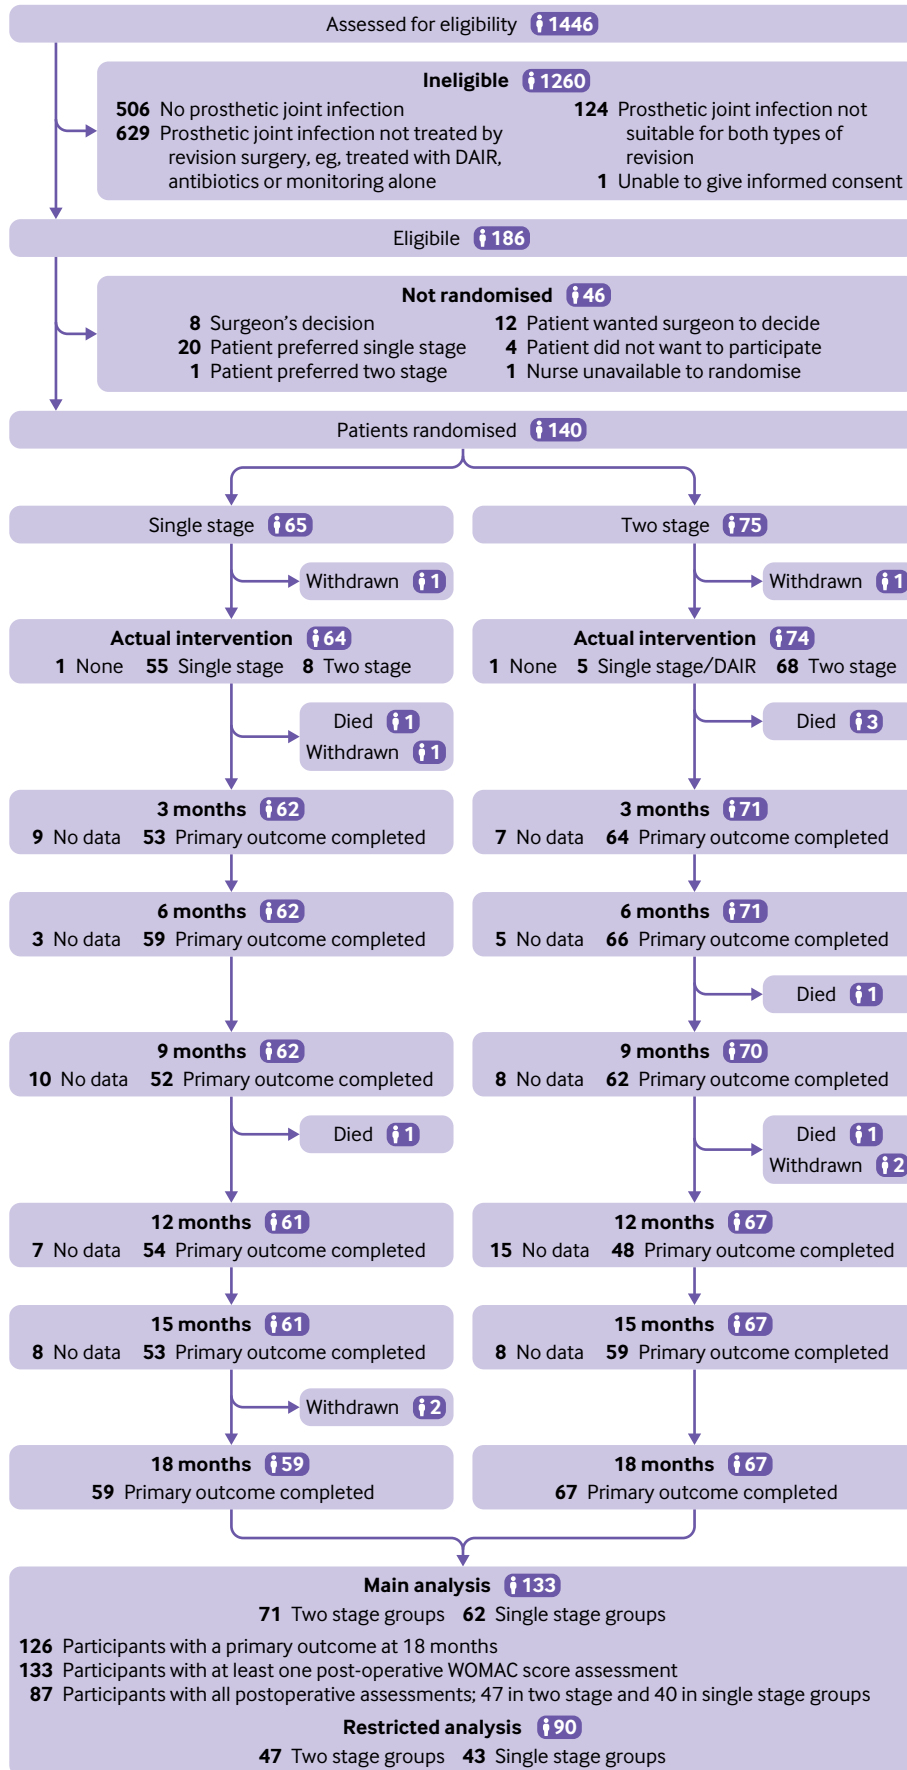 Assessed for eligibility 1446
Ineligible 1260
506 No prosthetic joint infection
629 Prosthetic joint infection not treated by
revision surgery, eg, treated with DAIR,
antibiotics or monitoring alone
124 Prosthetic joint infection not
suitable for both types of
revision
1 Unable to give informed consent
Eligibile 186
Not randomised 46
8 Surgeon's decision
20 Patient preferred single stage
1 Patient preferred two stage
12 Patient wanted surgeon to decide
4 Patient did not want to participate
1 Nurse unavailable to randomise
Patients randomised 140
Single stage 65
Two stage 75
Withdrawn 1
Withdrawn 1
Actual intervention 64
1 None 55 Single stage 8 Two stage
Actual intervention 74
1 None 5 Single stage/DAIR 68 Two stage
Died 1
Withdrawn 1
Died 3
3 months 62
9 No data 53 Primary outcome completed
3 months 71
7 No data 64 Primary outcome completed
6 months 62
3 No data 59 Primary outcome completed
6 months 71
5 No data 66 Primary outcome completed
Died 1
9 months 62
10 No data 52 Primary outcome completed
9 months 70
8 No data 62 Primary outcome completed
Died 1
Died 1
Withdrawn 2
12 months 61
7 No data 54 Primary outcome completed
12 months 67
15 No data 48 Primary outcome completed
15 months 61
8 No data 53 Primary outcome completed
15 months 67
8 No data 59 Primary outcome completed
Withdrawn 2
18 months 59
59 Primary outcome completed
18 months 67
67 Primary outcome completed
Main analysis 133
71 Two stage groups 62 Single stage groups
126 Participants with a primary outcome at 18 months
133 Participants with at least one post-operative WOMAC score assessment
87 Participants with all postoperative assessments; 47 in two stage and 40 in single stage groups
Restricted analysis 90
47 Two stage groups 43 Single stage groups